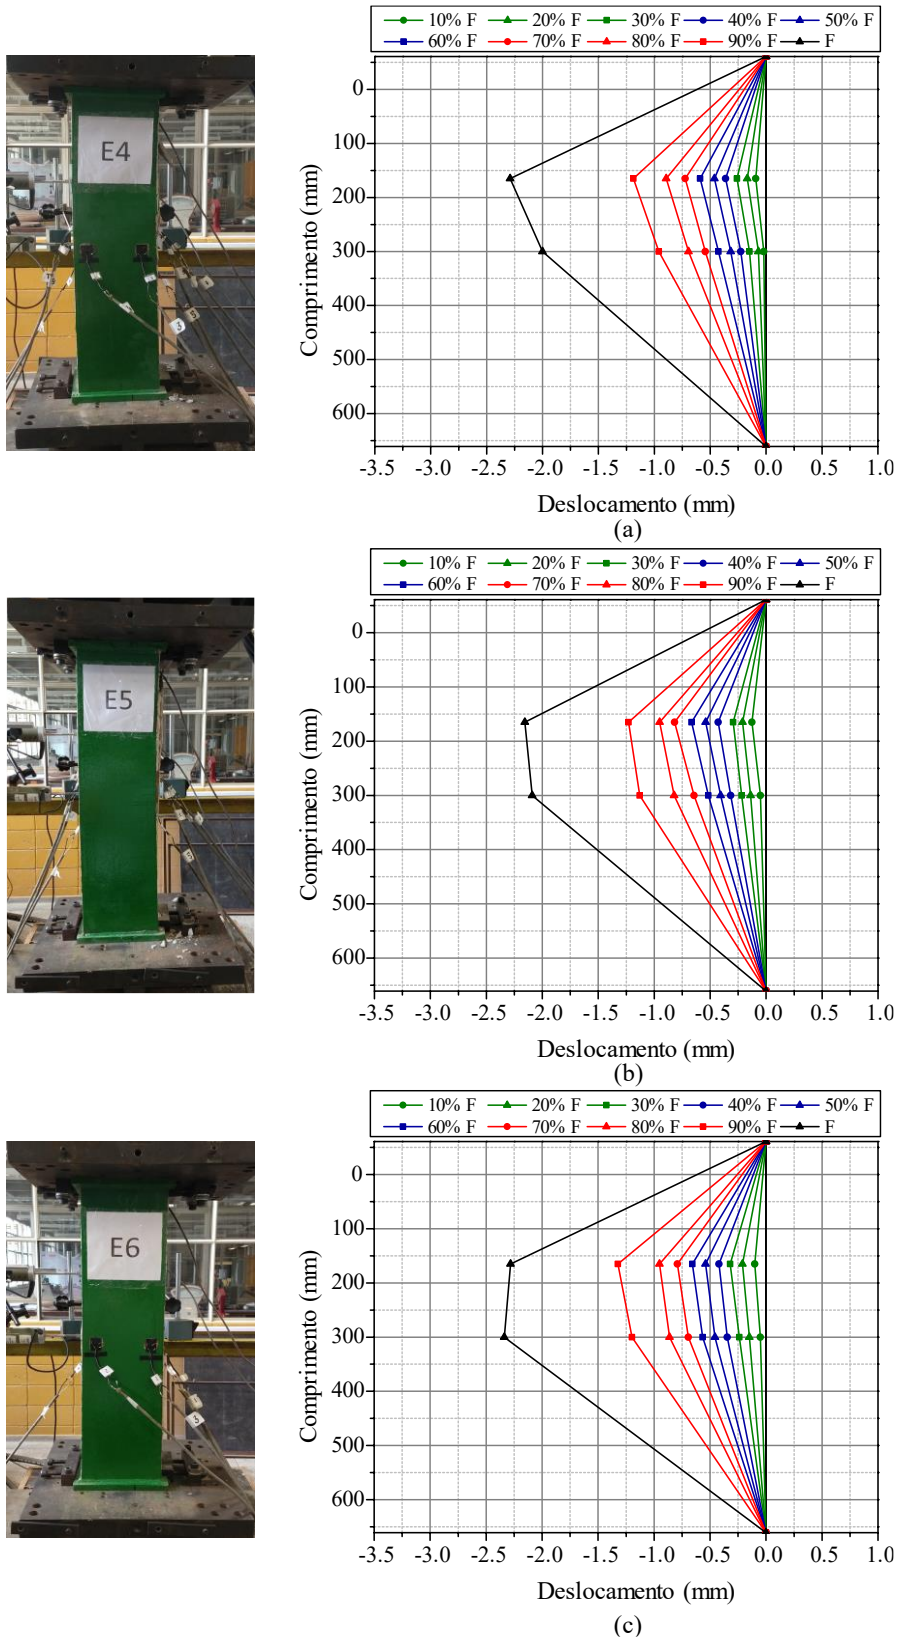 E4
10% F 20% F 30% F 40% F 50% F
60% F 70% F 80% F 90% F F
Comprimento (mm)
0
100
200
300
400
500
600
-3.5 -3.0 -2.5 -2.0 -1.5 -1.0 -0.5 0.0 0.5 1.0
Deslocamento (mm)
(a)
E5
10% F 20% F 30% F 40% F 50% F
60% F 70% F 80% F 90% F F
Comprimento (mm)
0
100
200
300
400
500
600
-3.5 -3.0 -2.5 -2.0 -1.5 -1.0 -0.5 0.0 0.5 1.0
Deslocamento (mm)
(b)
E6
10% F 20% F 30% F 40% F 50% F
60% F 70% F 80% F 90% F F
Comprimento (mm)
0
100
200
300
400
500
600
-3.5 -3.0 -2.5 -2.0 -1.5 -1.0 -0.5 0.0 0.5 1.0
Deslocamento (mm)
(c)